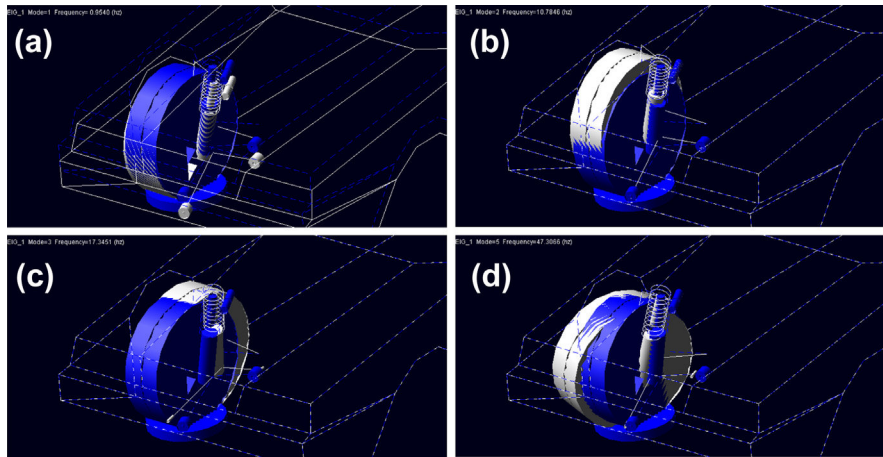 EIG_1 Mode=1 Frequency= 0.9540 (hz)
(a)
EIG_1 Mode=2 Frequency=10.7846 (hz)
(b)
EIG_1 Mode=3 Frequency=17.3451 (hz)
(c)
EIG_1 Mode=5 Frequency=47.3066 (hz)
(d)